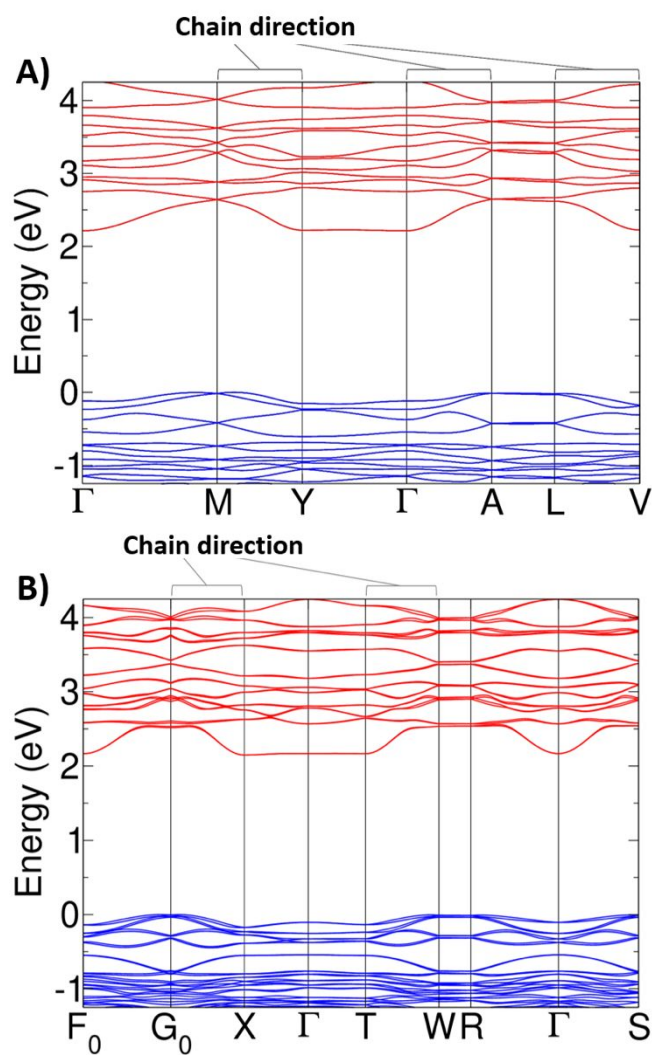 Chain direction
A)
4
3
2
1
0
-1
Energy (eV)
Γ M Y Γ A L V
Chain direction
B)
4
3
2
1
0
-1
Energy (eV)
F₀ G₀ X Γ T W R Γ S